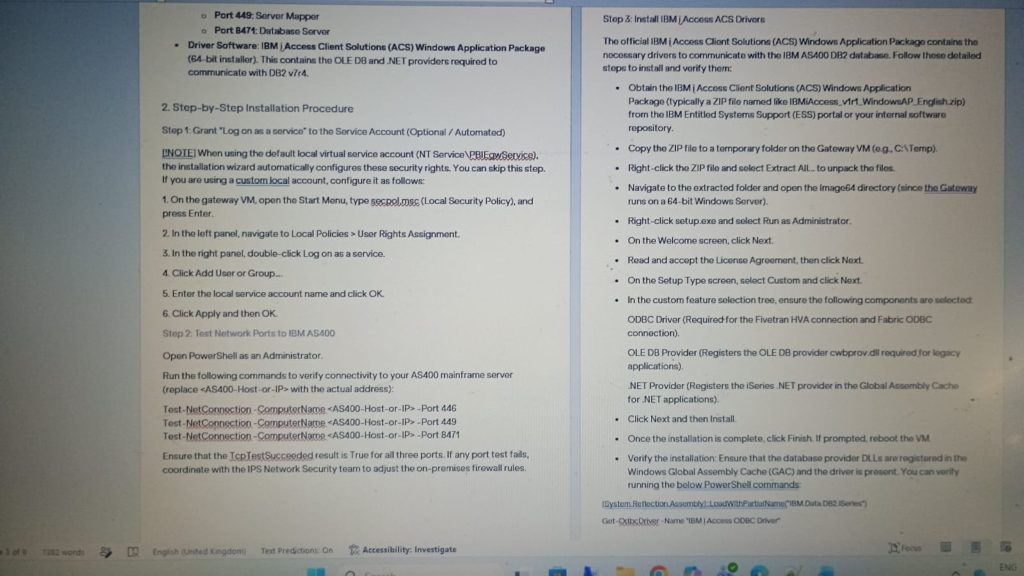 Port 449: Server Mapper
Port 8471: Database Server
Driver Software: IBM i Access Client Solutions (ACS) Windows Application Package
(64-bit installer). This contains the OLE DB and .NET providers required to
communicate with DB2 v7r4.
2. Step-by-Step Installation Procedure
Step 1: Grant "Log on as a service" to the Service Account (Optional / Automated)
[!NOTE] When using the default local virtual service account (NT Service\PBIEgwService),
the installation wizard automatically configures these security rights. You can skip this step.
If you are using a custom local account, configure it as follows:
1. On the gateway VM, open the Start Menu, type secpol.msc (Local Security Policy), and
press Enter.
2. In the left panel, navigate to Local Policies > User Rights Assignment.
3. In the right panel, double-click Log on as a service.
4. Click Add User or Group...
5. Enter the local service account name and click OK.
6. Click Apply and then OK.
Step 2: Test Network Ports to IBM AS400
Open PowerShell as an Administrator.
Run the following commands to verify connectivity to your AS400 mainframe server
(replace <AS400-Host-or-IP> with the actual address):
Test-NetConnection -ComputerName <AS400-Host-or-IP> -Port 446
Test-NetConnection -ComputerName <AS400-Host-or-IP> -Port 449
Test-NetConnection -ComputerName <AS400-Host-or-IP> -Port 8471
Ensure that the TcpTestSucceeded result is True for all three ports. If any port test fails,
coordinate with the IPS Network Security team to adjust the on-premises firewall rules.
Step 3: Install IBM i Access ACS Drivers
The official IBM i Access Client Solutions (ACS) Windows Application Package contains the
necessary drivers to communicate with the IBM AS400 DB2 database. Follow these detailed
steps to install and verify them:
Obtain the IBM i Access Client Solutions (ACS) Windows Application
Package (typically a ZIP file named like IBMiAccess_v1r1_WindowsAP_English.zip)
from the IBM Entitled Systems Support (ESS) portal or your internal software
repository.
Copy the ZIP file to a temporary folder on the Gateway VM (e.g., C:\Temp).
Right-click the ZIP file and select Extract All... to unpack the files.
Navigate to the extracted folder and open the Image64 directory (since the Gateway
runs on a 64-bit Windows Server).
Right-click setup.exe and select Run as Administrator.
On the Welcome screen, click Next.
Read and accept the License Agreement, then click Next.
On the Setup Type screen, select Custom and click Next.
In the custom feature selection tree, ensure the following components are selected:
ODBC Driver (Required for the Fivetran HVA connection and Fabric ODBC
connection).
OLE DB Provider (Registers the OLE DB provider cwbprov.dll required for legacy
applications).
.NET Provider (Registers the iSeries .NET provider in the Global Assembly Cache
for .NET applications).
Click Next and then Install.
Once the installation is complete, click Finish. If prompted, reboot the VM.
Verify the installation: Ensure that the database provider DLLs are registered in the
Windows Global Assembly Cache (GAC) and the driver is present. You can verify
running the below PowerShell commands:
[System.Reflection.Assembly]::LoadWithPartialName("IBM.Data.DB2.iSeries")
Get-OdbcDriver -Name "IBM i Access ODBC Driver"
3 of 9 1382 words English (United Kingdom) Text Predictions: On Accessibility: Investigate Focus
ENG